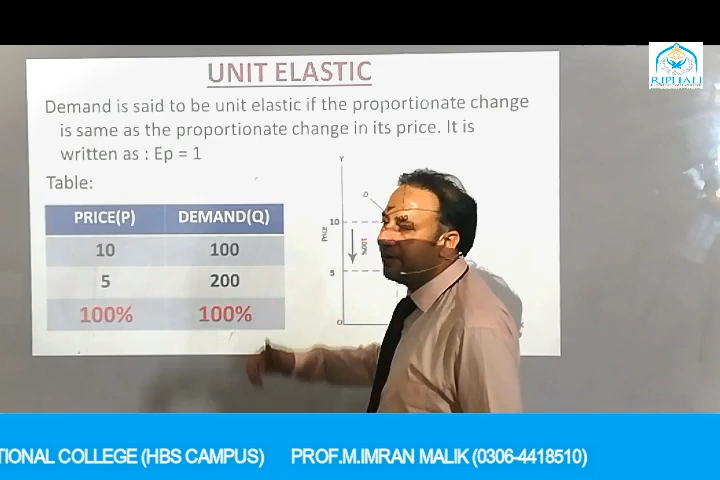 RIPHAH
UNIT ELASTIC
Demand is said to be unit elastic if the proportionate change
is same as the proportionate change in its price. It is
written as : Ep = 1
Table:
PRICE(P) DEMAND(Q)
10 100
5 200
100% 100%
Y
D
10
Price
100%
5
0
TIONAL COLLEGE (HBS CAMPUS) PROF.M.IMRAN MALIK (0306-4418510)